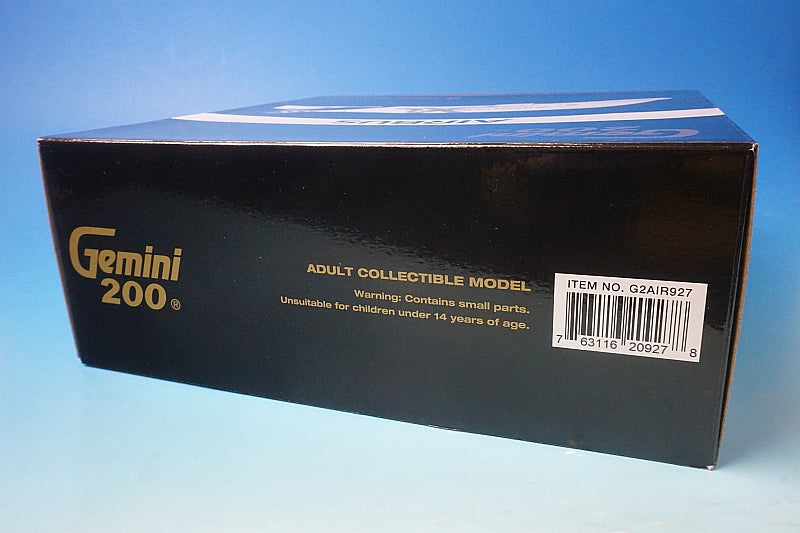 AIRBUS
Gemini
200®
ADULT COLLECTIBLE MODEL
Warning: Contains small parts.
Unsuitable for children under 14 years of age.
ITEM NO. G2AIR927
7 63116 20927 8